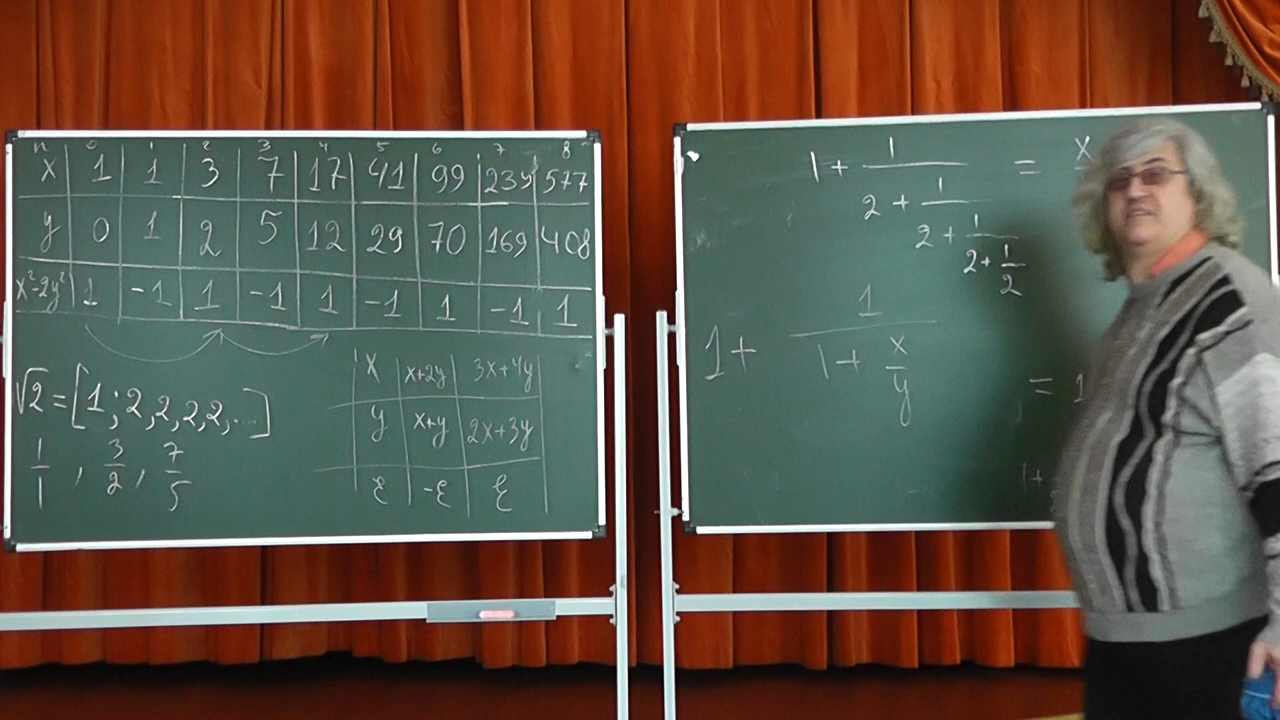 n 0 1 2 3 4 5 6 7 8
x 1 1 3 7 17 41 99 239 577
y 0 1 2 5 12 29 70 169 408
x²-2y² 1 -1 1 -1 1 -1 1 -1 1
√2 = [1; 2, 2, 2, 2, ...]
1/1, 3/2, 7/5
x x+2y 3x+4y
y x+y 2x+3y
ε -ε ε
1 + 1/(2 + 1/(2 + 1/(2 + 1/2))) = x
1 + 1/(1 + x/y) = 1
1+